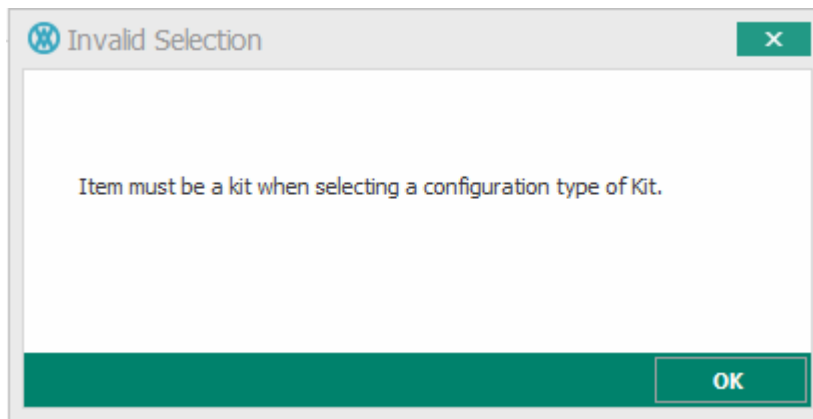 Invalid Selection
Item must be a kit when selecting a configuration type of Kit.
OK